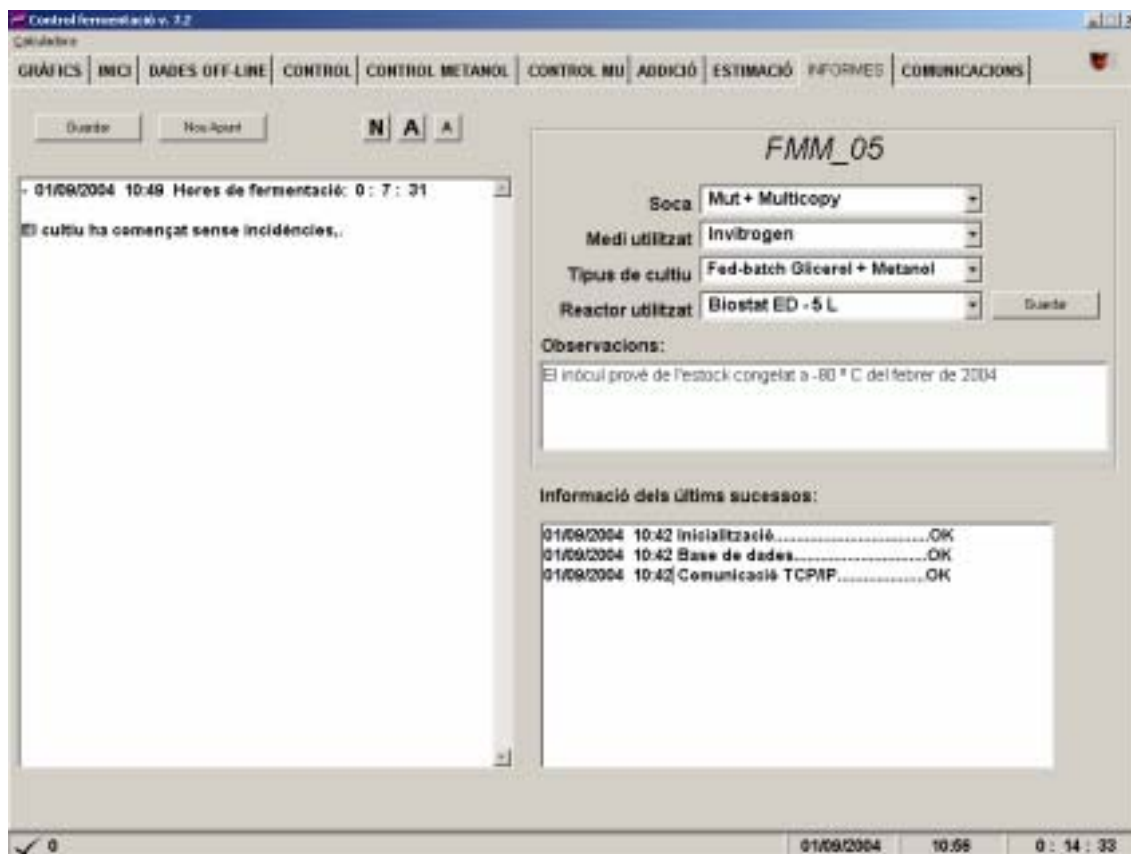 Control fermentació v. 7.2
Calculadora
GRÀFICS INICI DADES OFF-LINE CONTROL CONTROL METANOL CONTROL MU ADDICIÓ ESTIMACIÓ INFORMES COMUNICACIONS
Guardar Nou Apunt N A A
- 01/09/2004 10:49 Hores de fermentació: 0 : 7 : 31
El cultiu ha començat sense incidències,.
FMM_05
Soca Mut + Multicopy
Medi utilitzat Invitrogen
Tipus de cultiu Fed-batch Glicerol + Metanol
Reactor utilitzat Biostat ED - 5 L Guardar
Observacions:
El inòcul prové de l'estock congelat a -80 º C del febrer de 2004
Informació dels últims sucessos:
01/09/2004 10:42 Inicialització..............................OK
01/09/2004 10:42 Base de dades..........................OK
01/09/2004 10:42 Comunicació TCP/IP.................OK
0 01/09/2004 10:56 0 : 14 : 33